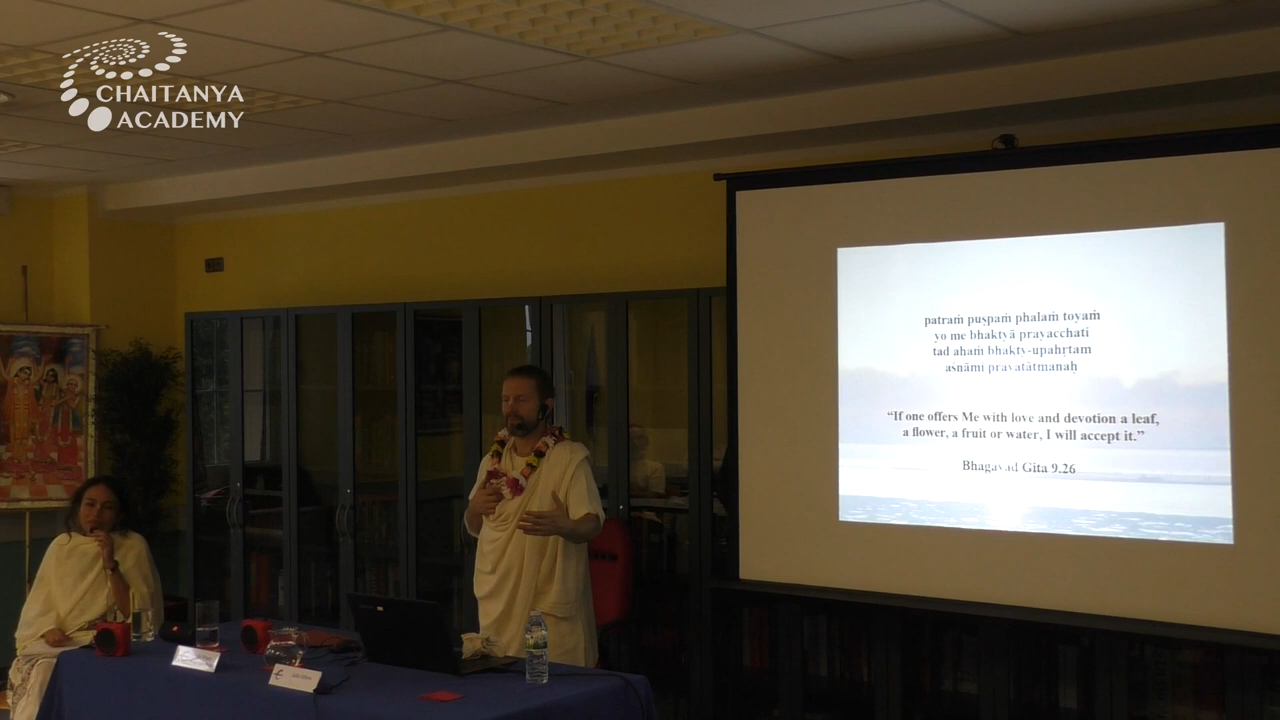 CHAITANYA
ACADEMY
patraṁ puṣpaṁ phalaṁ toyaṁ
yo me bhaktyā prayacchati
tad ahaṁ bhakty-upahṛtam
aśnāmi prayatātmanaḥ
“If one offers Me with love and devotion a leaf,
a flower, a fruit or water, I will accept it.”
Bhagavad Gita 9.26